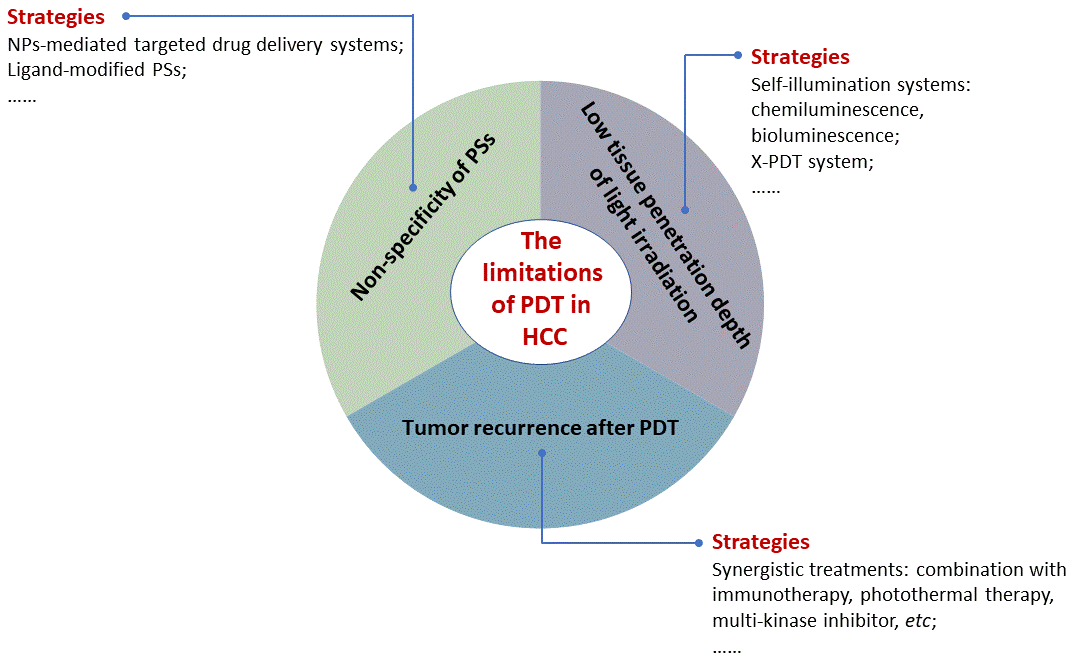 Strategies
NPs-mediated targeted drug delivery systems;
Ligand-modified PSs;
……
Strategies
Self-illumination systems:
chemiluminescence,
bioluminescence;
X-PDT system;
……
Non-specificity of PSs
Low tissue penetration depth
of light irradiation
The
limitations
of PDT in
HCC
Tumor recurrence after PDT
Strategies
Synergistic treatments: combination with
immunotherapy, photothermal therapy,
multi-kinase inhibitor, etc;
……